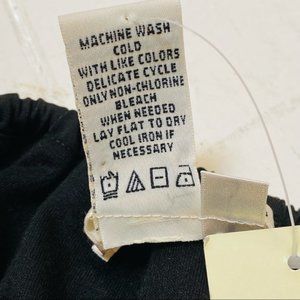 MACHINE WASH
COLD
WITH LIKE COLORS
DELICATE CYCLE
ONLY NON-CHLORINE
BLEACH
WHEN NEEDED
LAY FLAT TO DRY
COOL IRON IF
NECESSARY